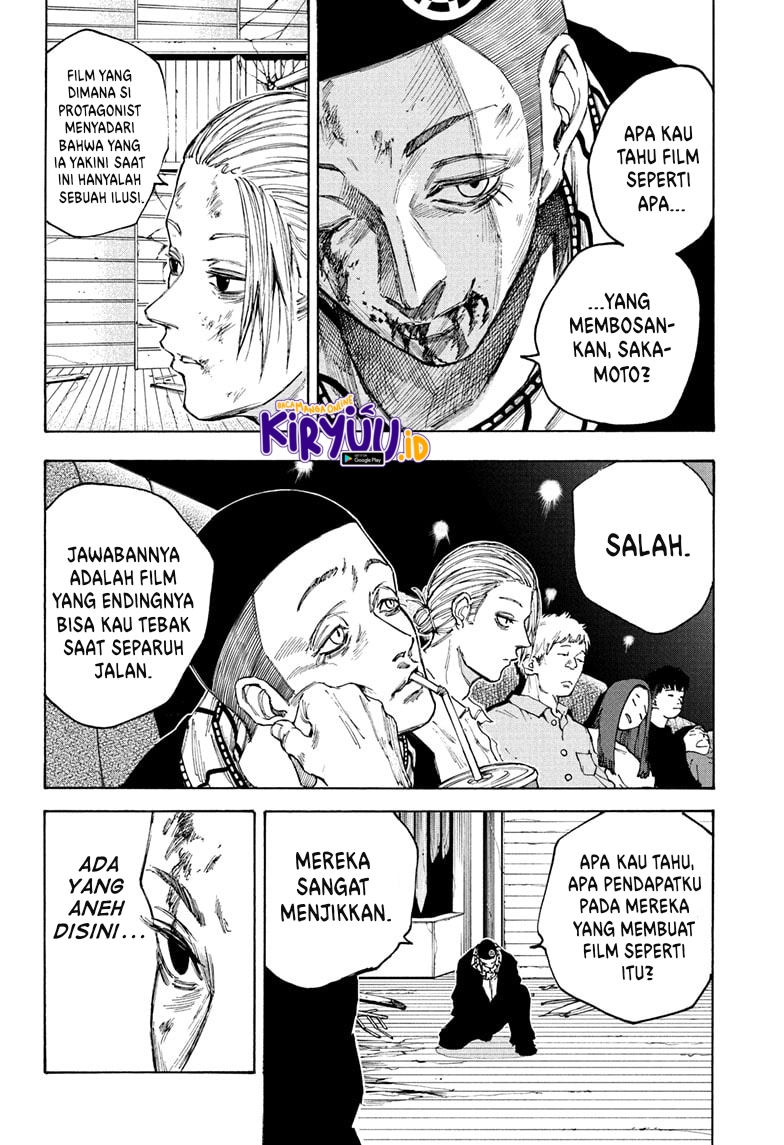 APA KAU
TAHU FILM
SEPERTI
APA...
...YANG
MEMBOSAN-
KAN, SAKA-
MOTO?
FILM YANG
DIMANA SI
PROTAGONIST
MENYADARI
BAHWA YANG
IA YAKINI SAAT
INI HANYALAH
SEBUAH ILUSI.
BACA MANGA ONLINE
KIRYUU.ID
GET IT ON
Google Play
SALAH.
JAWABANNYA
ADALAH FILM
YANG ENDINGNYA
BISA KAU TEBAK
SAAT SEPARUH
JALAN.
APA KAU TAHU,
APA PENDAPATKU
PADA MEREKA
YANG MEMBUAT
FILM SEPERTI
ITU?
MEREKA
SANGAT
MENJIKKAN.
ADA
YANG
ANEH
DISINI...